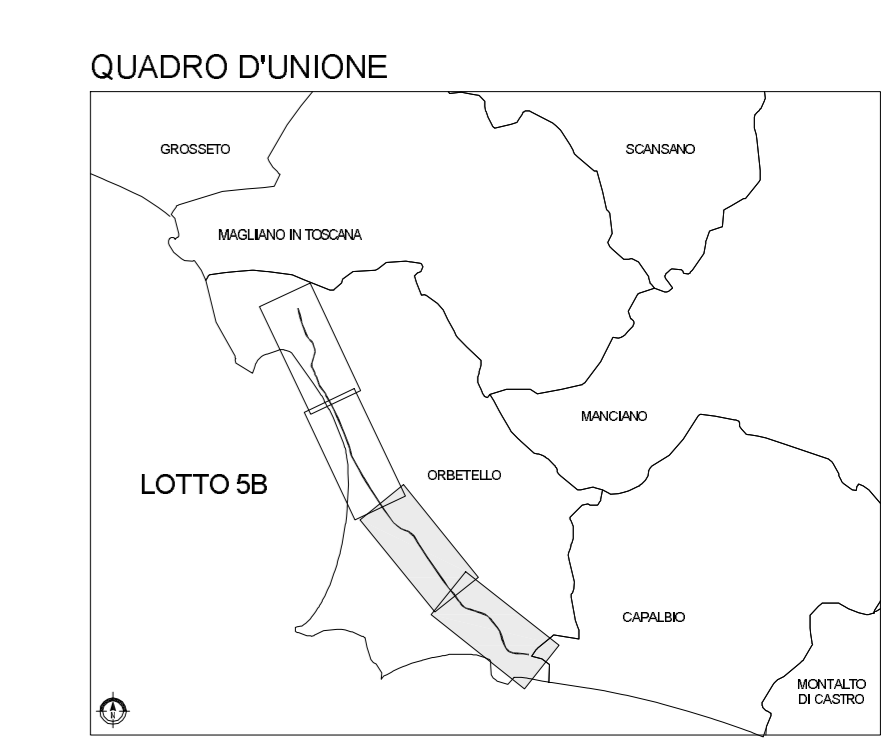 QUADRO D'UNIONE
GROSSETO
SCANSANO
MAGLIANO IN TOSCANA
MANCIANO
ORBETELLO
LOTTO 5B
CAPALBIO
MONTALTO
DI CASTRO
N